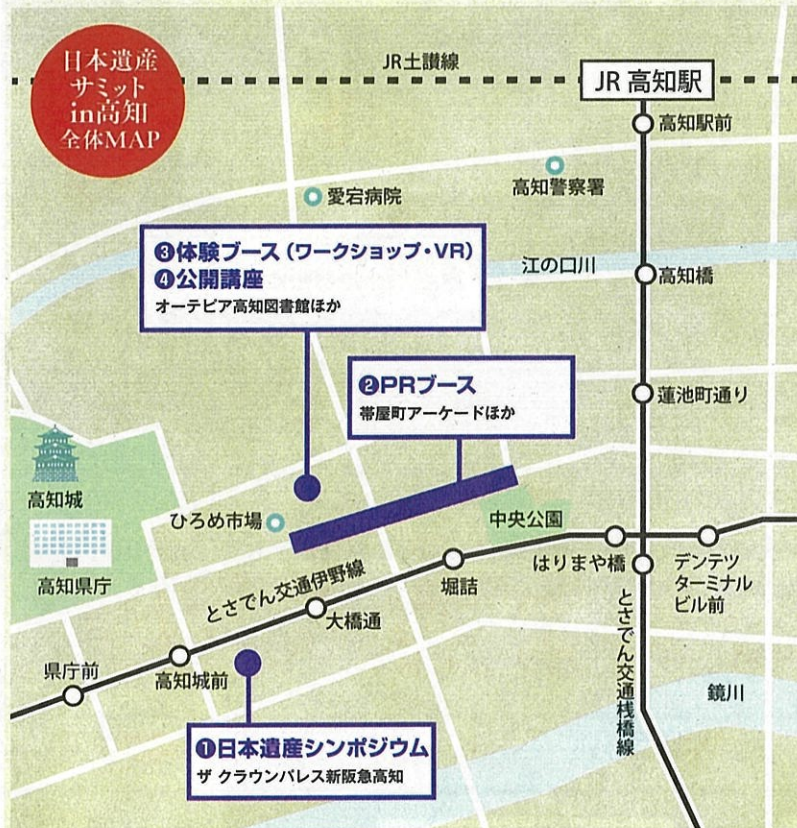 日本遺産
サミット
in高知
全体MAP
JR土讃線
JR 高知駅
高知駅前
高知警察署
愛宕病院
❸体験ブース（ワークショップ・VR）
❹公開講座
オーテピア高知図書館ほか
江の口川
高知橋
❷PRブース
帯屋町アーケードほか
蓮池町通り
高知城
高知県庁
ひろめ市場
中央公園
はりまや橋
デンテツ
ターミナル
ビル前
堀詰
とさでん交通伊野線
大橋通
高知城前
県庁前
とさでん交通桟橋線
鏡川
❶日本遺産シンポジウム
ザ クラウンパレス新阪急高知